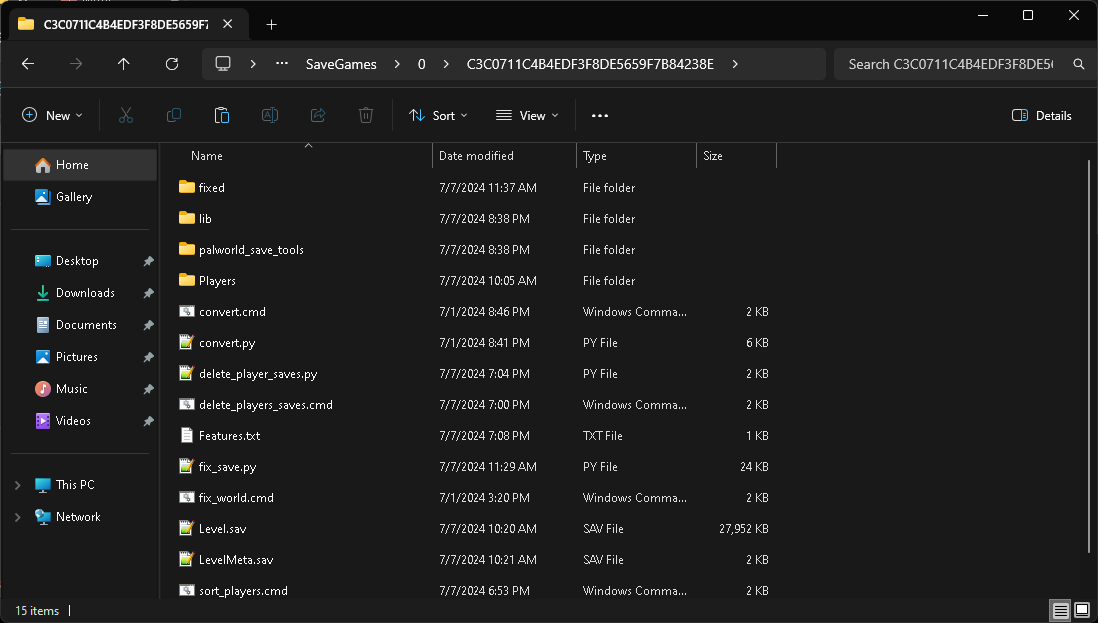 C3C0711C4B4EDF3F8DE5659F7
SaveGames 0 C3C0711C4B4EDF3F8DE5659F7B84238E
Search C3C0711C4B4EDF3F8DE56
New Sort View Details
Name Date modified Type Size
Home
Gallery
Desktop
Downloads
Documents
Pictures
Music
Videos
This PC
Network
fixed 7/7/2024 11:37 AM File folder
lib 7/7/2024 8:38 PM File folder
palworld_save_tools 7/7/2024 8:38 PM File folder
Players 7/7/2024 10:05 AM File folder
convert.cmd 7/1/2024 8:46 PM Windows Comma... 2 KB
convert.py 7/1/2024 8:41 PM PY File 6 KB
delete_player_saves.py 7/7/2024 7:04 PM PY File 2 KB
delete_players_saves.cmd 7/7/2024 7:00 PM Windows Comma... 2 KB
Features.txt 7/7/2024 7:08 PM TXT File 1 KB
fix_save.py 7/7/2024 11:29 AM PY File 24 KB
fix_world.cmd 7/1/2024 3:20 PM Windows Comma... 2 KB
Level.sav 7/7/2024 10:20 AM SAV File 27,952 KB
LevelMeta.sav 7/7/2024 10:21 AM SAV File 2 KB
sort_players.cmd 7/7/2024 6:53 PM Windows Comma... 2 KB
15 items